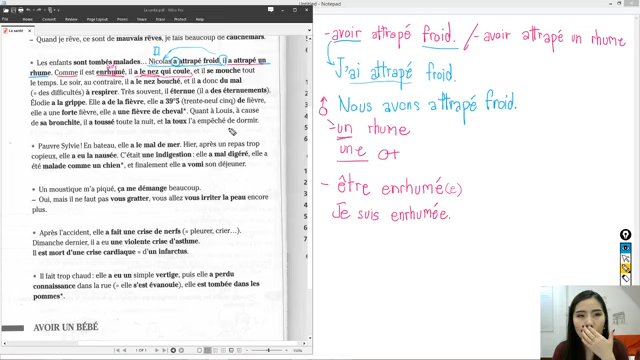 La santé.pdf - Nitro Pro
Untitled - Notepad
La santé
- Quand je rêve, ce sont de mauvais rêves, je fais beaucoup de cauchemars.
• Les enfants sont tombés malades... Nicolas a attrapé froid, il a attrapé un
rhume. Comme il est enrhumé, il a le nez qui coule, et il se mouche tout
le temps. Le soir, au contraire, il a le nez bouché, et il a donc du mal
(= des difficultés) à respirer. Très souvent, il éternue (il a des éternuements).
Élodie a la grippe. Elle a de la fièvre, elle a 39°5 (trente-neuf cinq) de fièvre,
elle a une forte fièvre, elle a une fièvre de cheval*. Quant à Louis, à cause
de sa bronchite, il a toussé toute la nuit, et la toux l'a empêché de dormir.
• Pauvre Sylvie! En bateau, elle a le mal de mer. Hier, après un repas trop
copieux, elle a eu la nausée. C'était une indigestion : elle a mal digéré, elle a
été malade comme un chien*, et finalement elle a vomi son déjeuner.
• Un moustique m'a piqué, ça me démange beaucoup.
- Oui, mais il ne faut pas vous gratter, vous allez vous irriter la peau encore
plus.
• Après l'accident, elle a fait une crise de nerfs (= pleurer, crier...).
Dimanche dernier, il a eu une violente crise d'asthme.
Il est mort d'une crise cardiaque = d'un infarctus.
• Il fait trop chaud : elle a eu un simple vertige, puis elle a perdu
connaissance dans la rue (= elle s'est évanouie), elle est tombée dans les
pommes*.
AVOIR UN BÉBÉ
- avoir attrapé froid. / - avoir attrapé un rhume
J'ai attrapé froid.
Nous avons attrapé froid.
un rhume
une
- être enrhumé(e)
Je suis enrhumée.